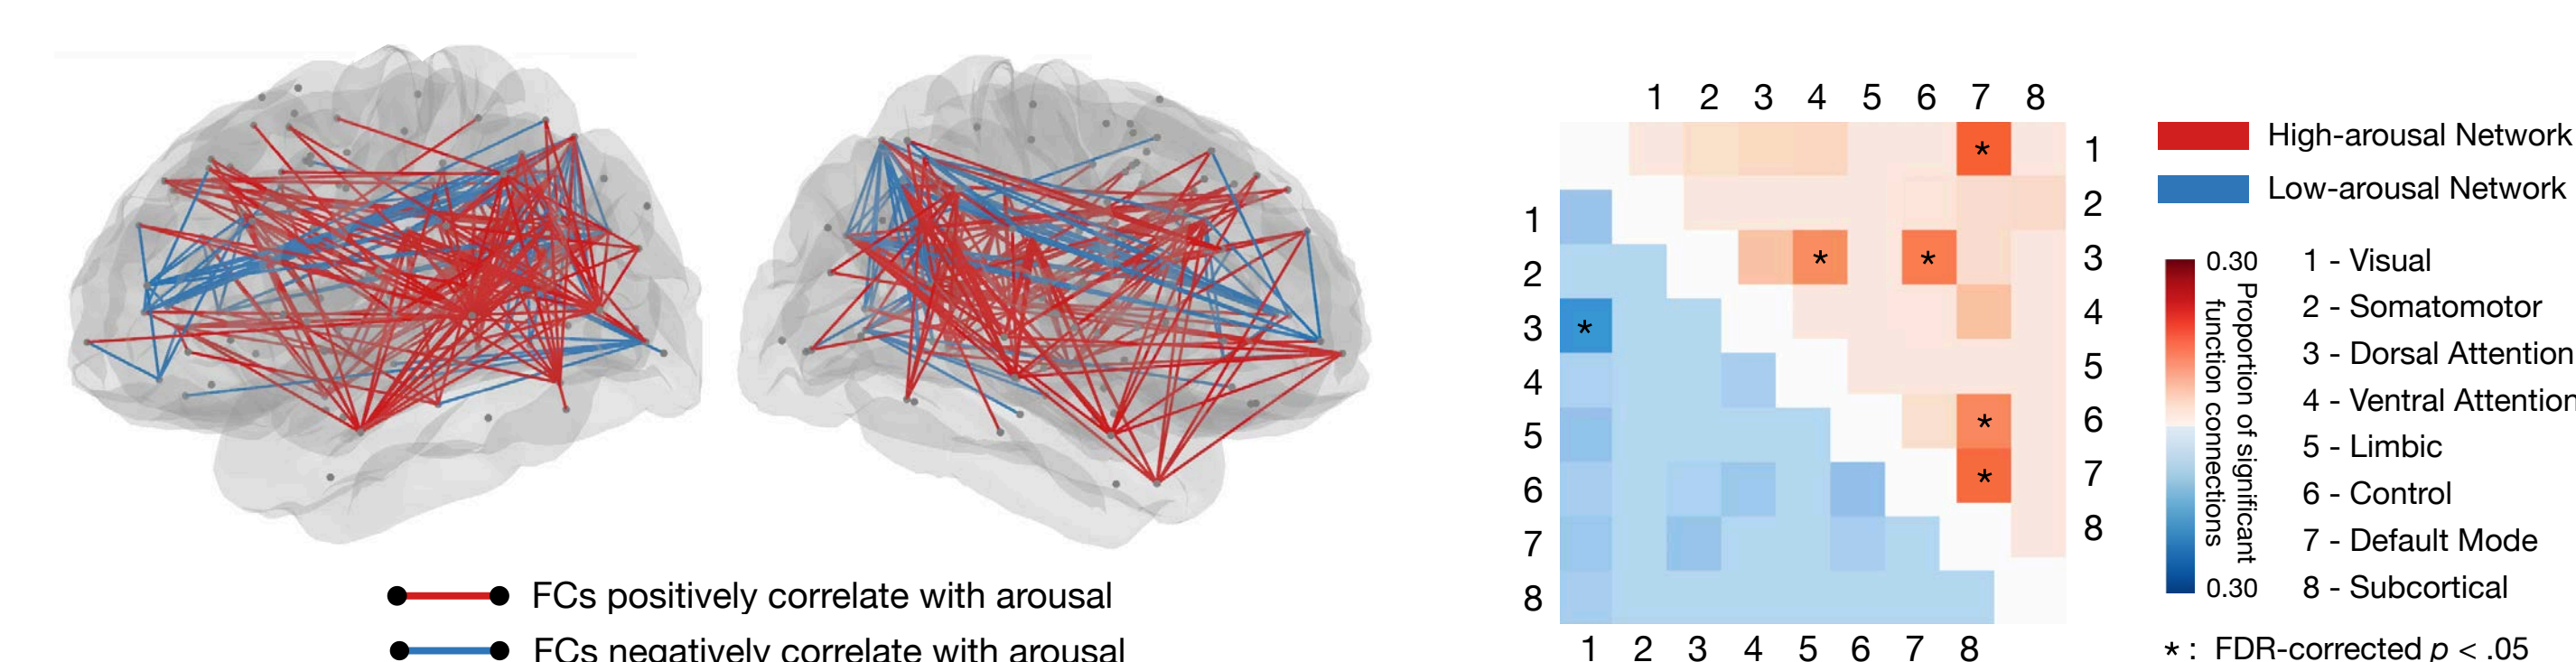 1 2 3 4 5 6 7 8
1
2
3
4
5
6
7
8
1
2
3
4
5
6
7
8
*
*
*
*
*
*
1 2 3 4 5 6 7 8
High-arousal Network
Low-arousal Network
0.30
Proportion of significant
function connections
0.30
1 - Visual
2 - Somatomotor
3 - Dorsal Attention
4 - Ventral Attention
5 - Limbic
6 - Control
7 - Default Mode
8 - Subcortical
* : FDR-corrected p < .05
FCs positively correlate with arousal
FCs negatively correlate with arousal